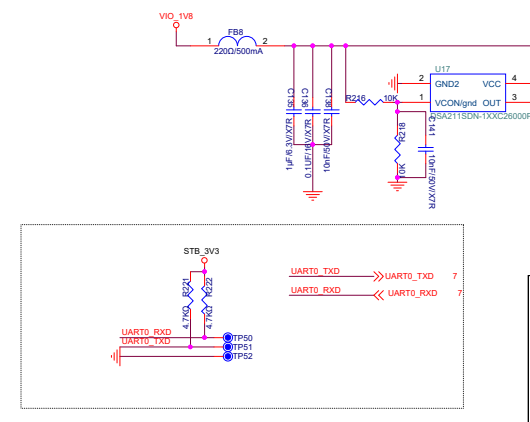 VIO_1V8
FB8
1 2
220Ω/500mA
C135
1µF/6.3V/X7R
C136
0.1UF/16V/X7R
C138
10nF/50V/X7R
R216 10K
U17
2 GND2 VCC 4
1 VCON/gnd OUT 3
DSA211SDN-1XXC26000P
R218
10K
C141
10nF/50V/X7R
STB_3V3
R221
4.7KΩ
R222
4.7KΩ
UART0_RXD
UART0_TXD
TP50
TP51
TP52
UART0_TXD UART0_TXD 7
UART0_RXD UART0_RXD 7